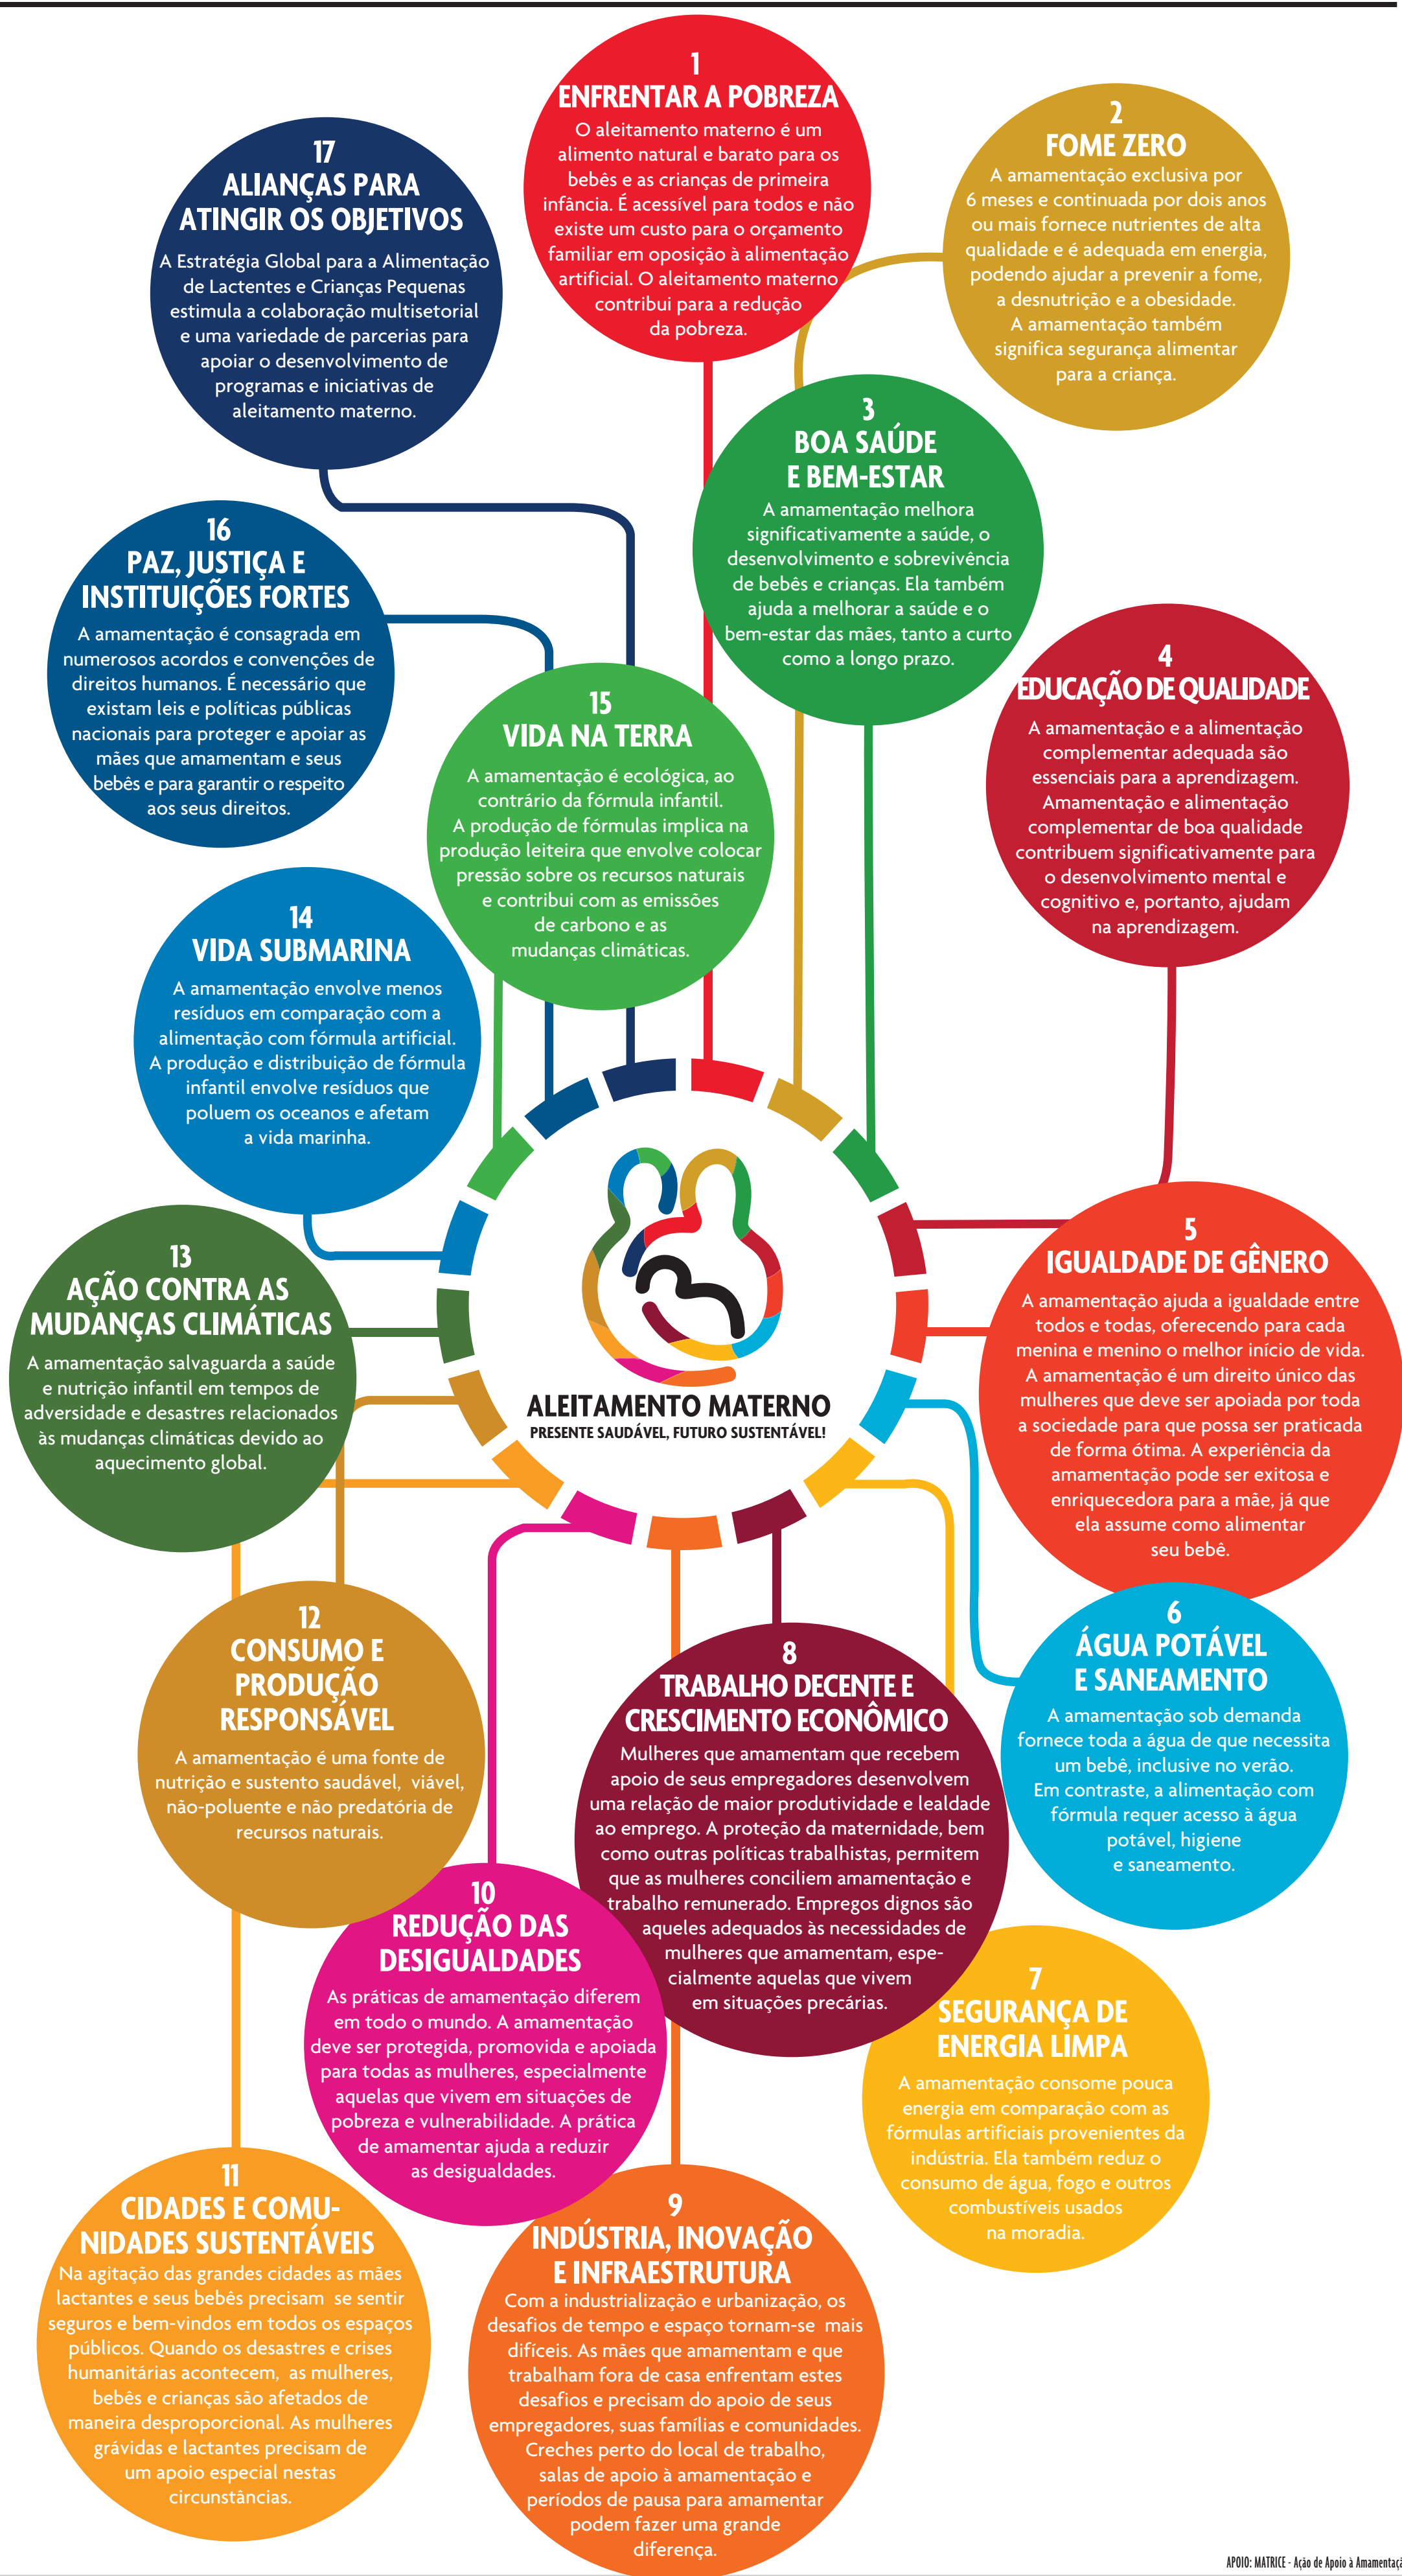 1
ENFRENTAR A POBREZA
O aleitamento materno é um
alimento natural e barato para os
bebês e as crianças de primeira
infância. É acessível para todos e não
existe um custo para o orçamento
familiar em oposição à alimentação
artificial. O aleitamento materno
contribui para a redução
da pobreza.
2
FOME ZERO
A amamentação exclusiva por
6 meses e continuada por dois anos
ou mais fornece nutrientes de alta
qualidade e é adequada em energia,
podendo ajudar a prevenir a fome,
a desnutrição e a obesidade.
A amamentação também
significa segurança alimentar
para a criança.
17
ALIANÇAS PARA
ATINGIR OS OBJETIVOS
A Estratégia Global para a Alimentação
de Lactentes e Crianças Pequenas
estimula a colaboração multisetorial
e uma variedade de parcerias para
apoiar o desenvolvimento de
programas e iniciativas de
aleitamento materno.
3
BOA SAÚDE
E BEM-ESTAR
A amamentação melhora
significativamente a saúde, o
desenvolvimento e sobrevivência
de bebês e crianças. Ela também
ajuda a melhorar a saúde e o
bem-estar das mães, tanto a curto
como a longo prazo.
16
PAZ, JUSTIÇA E
INSTITUIÇÕES FORTES
A amamentação é consagrada em
numerosos acordos e convenções de
direitos humanos. É necessário que
existam leis e políticas públicas
nacionais para proteger e apoiar as
mães que amamentam e seus
bebês e para garantir o respeito
aos seus direitos.
4
EDUCAÇÃO DE QUALIDADE
A amamentação e a alimentação
complementar adequada são
essenciais para a aprendizagem.
Amamentação e alimentação
complementar de boa qualidade
contribuem significativamente para
o desenvolvimento mental e
cognitivo e, portanto, ajudam
na aprendizagem.
15
VIDA NA TERRA
A amamentação é ecológica, ao
contrário da fórmula infantil.
A produção de fórmulas implica na
produção leiteira que envolve colocar
pressão sobre os recursos naturais
e contribui com as emissões
de carbono e as
mudanças climáticas.
14
VIDA SUBMARINA
A amamentação envolve menos
resíduos em comparação com a
alimentação com fórmula artificial.
A produção e distribuição de fórmula
infantil envolve resíduos que
poluem os oceanos e afetam
a vida marinha.
5
IGUALDADE DE GÊNERO
A amamentação ajuda a igualdade entre
todos e todas, oferecendo para cada
menina e menino o melhor início de vida.
A amamentação é um direito único das
mulheres que deve ser apoiada por toda
a sociedade para que possa ser praticada
de forma ótima. A experiência da
amamentação pode ser exitosa e
enriquecedora para a mãe, já que
ela assume como alimentar
seu bebê.
13
AÇÃO CONTRA AS
MUDANÇAS CLIMÁTICAS
A amamentação salvaguarda a saúde
e nutrição infantil em tempos de
adversidade e desastres relacionados
às mudanças climáticas devido ao
aquecimento global.
ALEITAMENTO MATERNO
PRESENTE SAUDÁVEL, FUTURO SUSTENTÁVEL!
12
CONSUMO E
PRODUÇÃO
RESPONSÁVEL
A amamentação é uma fonte de
nutrição e sustento saudável, viável,
não-poluente e não predatória de
recursos naturais.
8
TRABALHO DECENTE E
CRESCIMENTO ECONÔMICO
Mulheres que amamentam que recebem
apoio de seus empregadores desenvolvem
uma relação de maior produtividade e lealdade
ao emprego. A proteção da maternidade, bem
como outras políticas trabalhistas, permitem
que as mulheres conciliem amamentação e
trabalho remunerado. Empregos dignos são
aqueles adequados às necessidades de
mulheres que amamentam, espe-
cialmente aquelas que vivem
em situações precárias.
6
ÁGUA POTÁVEL
E SANEAMENTO
A amamentação sob demanda
fornece toda a água de que necessita
um bebê, inclusive no verão.
Em contraste, a alimentação com
fórmula requer acesso à água
potável, higiene
e saneamento.
10
REDUÇÃO DAS
DESIGUALDADES
As práticas de amamentação diferem
em todo o mundo. A amamentação
deve ser protegida, promovida e apoiada
para todas as mulheres, especialmente
aquelas que vivem em situações de
pobreza e vulnerabilidade. A prática
de amamentar ajuda a reduzir
as desigualdades.
7
SEGURANÇA DE
ENERGIA LIMPA
A amamentação consome pouca
energia em comparação com as
fórmulas artificiais provenientes da
indústria. Ela também reduz o
consumo de água, fogo e outros
combustíveis usados
na moradia.
11
CIDADES E COMU-
NIDADES SUSTENTÁVEIS
Na agitação das grandes cidades as mães
lactantes e seus bebês precisam se sentir
seguros e bem-vindos em todos os espaços
públicos. Quando os desastres e crises
humanitárias acontecem, as mulheres,
bebês e crianças são afetados de
maneira desproporcional. As mulheres
grávidas e lactantes precisam de
um apoio especial nestas
circunstâncias.
9
INDÚSTRIA, INOVAÇÃO
E INFRAESTRUTURA
Com a industrialização e urbanização, os
desafios de tempo e espaço tornam-se mais
difíceis. As mães que amamentam e que
trabalham fora de casa enfrentam estes
desafios e precisam do apoio de seus
empregadores, suas famílias e comunidades.
Creches perto do local de trabalho,
salas de apoio à amamentação e
períodos de pausa para amamentar
podem fazer uma grande
diferença.
APOIO: MATRICE - Ação de Apoio à